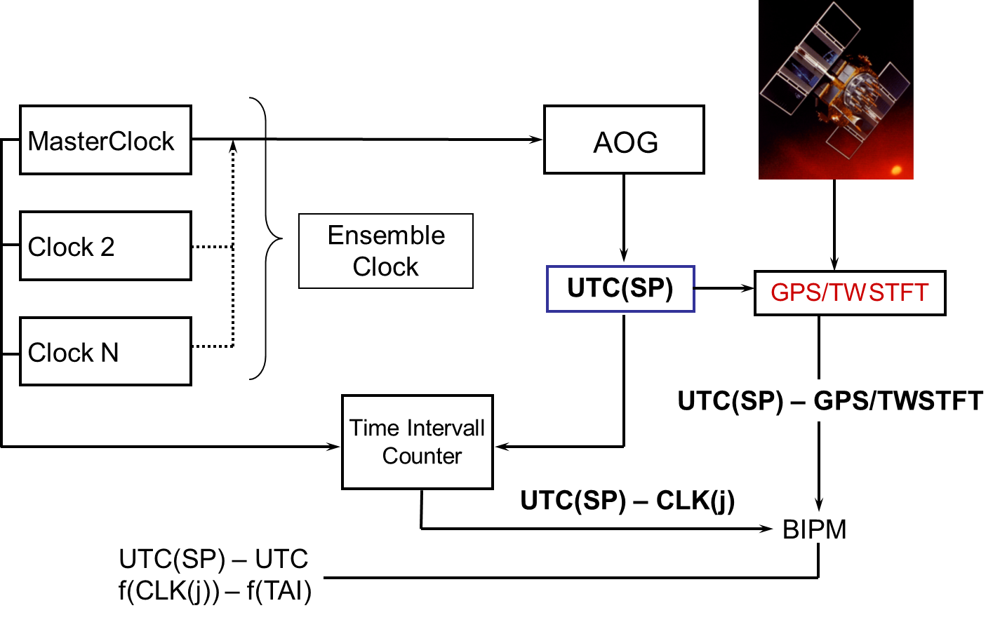 MasterClock
AOG
Clock 2
Ensemble
Clock
UTC(SP)
GPS/TWSTFT
Clock N
UTC(SP) – GPS/TWSTFT
Time Intervall
Counter
UTC(SP) – CLK(j)
BIPM
UTC(SP) – UTC
f(CLK(j)) – f(TAI)